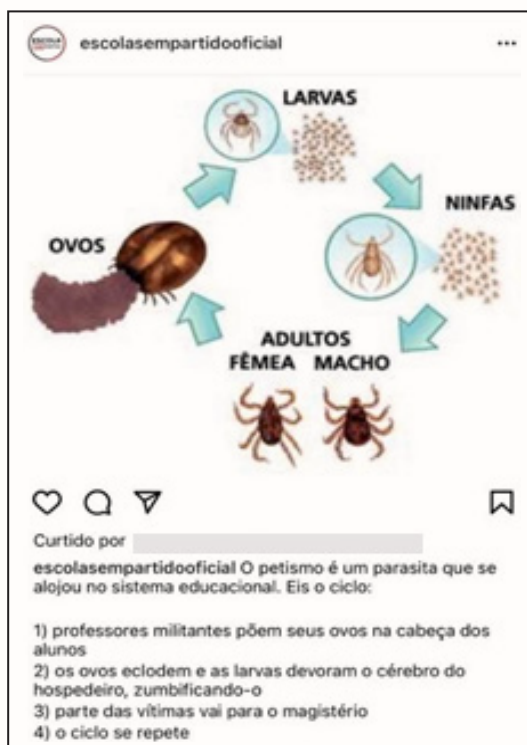 ESCOLA
escolasempartidooficial
LARVAS
NINFAS
OVOS
ADULTOS
FÊMEA MACHO
Curtido por
escolasempartidooficial O petismo é um parasita que se
alojou no sistema educacional. Eis o ciclo:
1) professores militantes põem seus ovos na cabeça dos
alunos
2) os ovos eclodem e as larvas devoram o cérebro do
hospedeiro, zumbificando-o
3) parte das vítimas vai para o magistério
4) o ciclo se repete